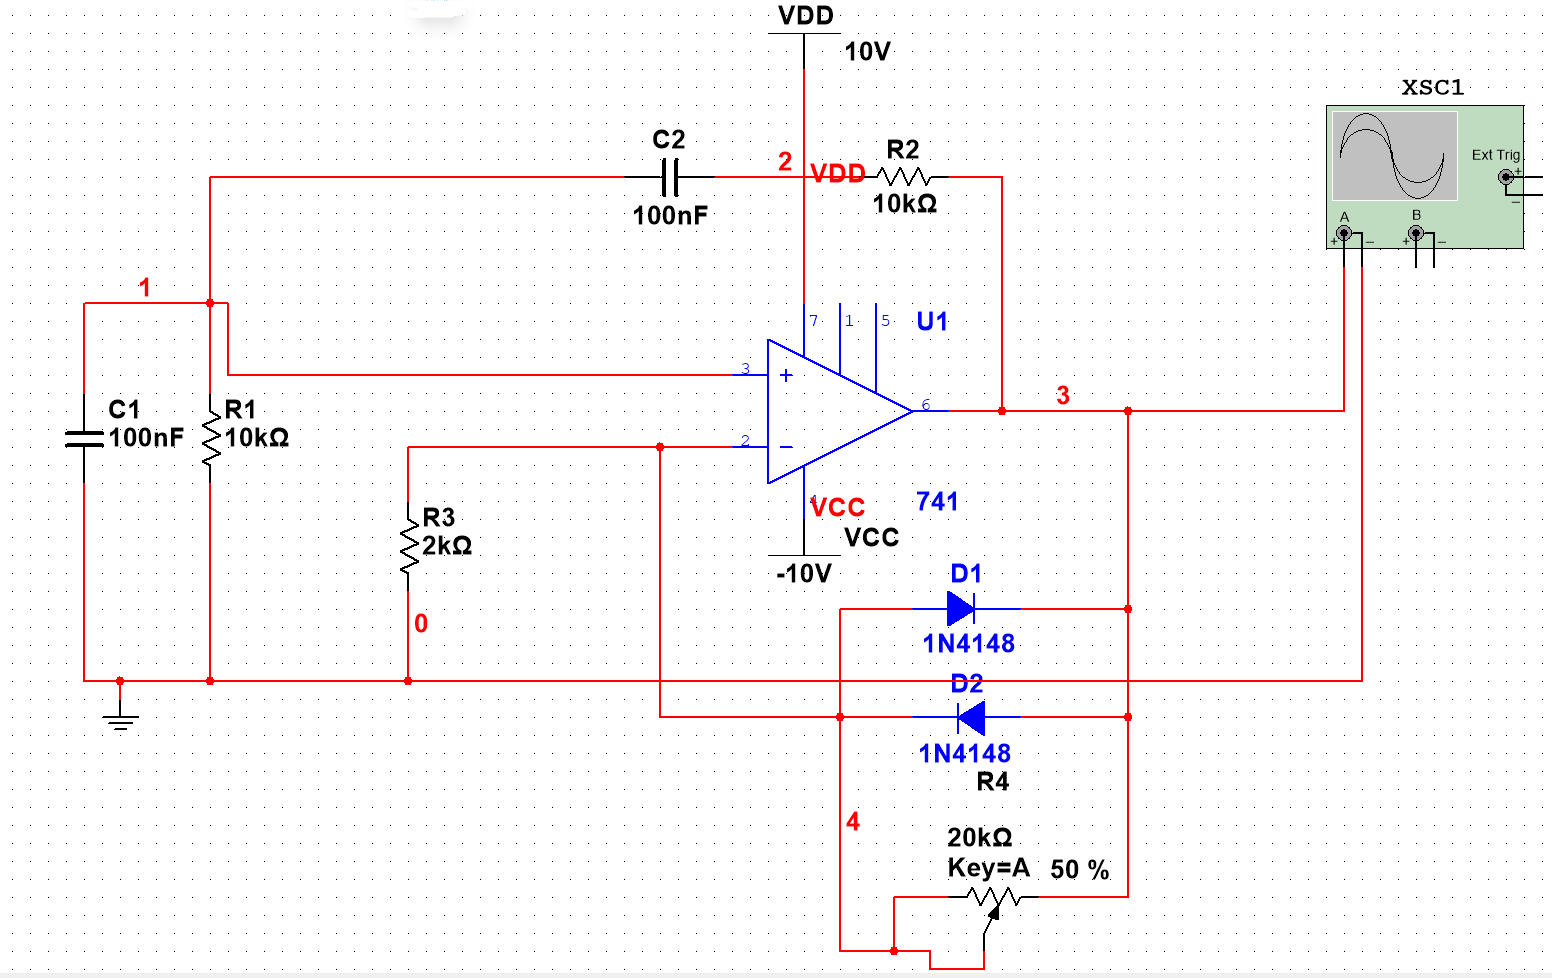 VDD
10V
XSC1
C2
2
VDD
R2
Ext Trig
+
100nF
10kΩ
_
A
B
+
_
+
_
1
7
1
5
U1
3
+
3
6
C1
100nF
R1
10kΩ
2
_
VCC
741
R3
2kΩ
VCC
-10V
D1
0
1N4148
D2
1N4148
R4
4
20kΩ
Key=A
50 %